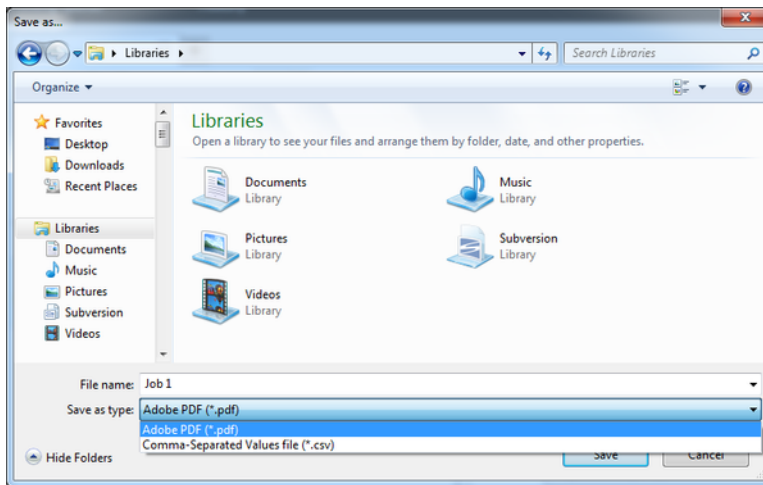 Save as...
Libraries
Search Libraries
Organize
Favorites
Desktop
Downloads
Recent Places
Libraries
Documents
Music
Pictures
Subversion
Videos
Libraries
Open a library to see your files and arrange them by folder, date, and other properties.
Documents
Library
Music
Library
Pictures
Library
Subversion
Library
Videos
Library
File name: Job 1
Save as type: Adobe PDF (*.pdf)
Adobe PDF (*.pdf)
Comma-Separated Values file (*.csv)
Hide Folders
Save
Cancel